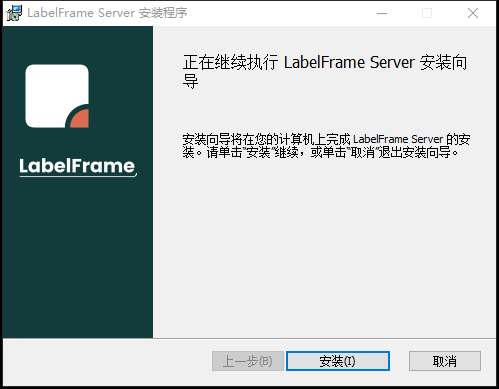 LabelFrame Server 安装程序
正在继续执行 LabelFrame Server 安装向
导
安装向导将在您的计算机上完成 LabelFrame Server 的安
装。请单击"安装"继续，或单击"取消"退出安装向导。
LabelFrame
上一步(B)
安装(I)
取消